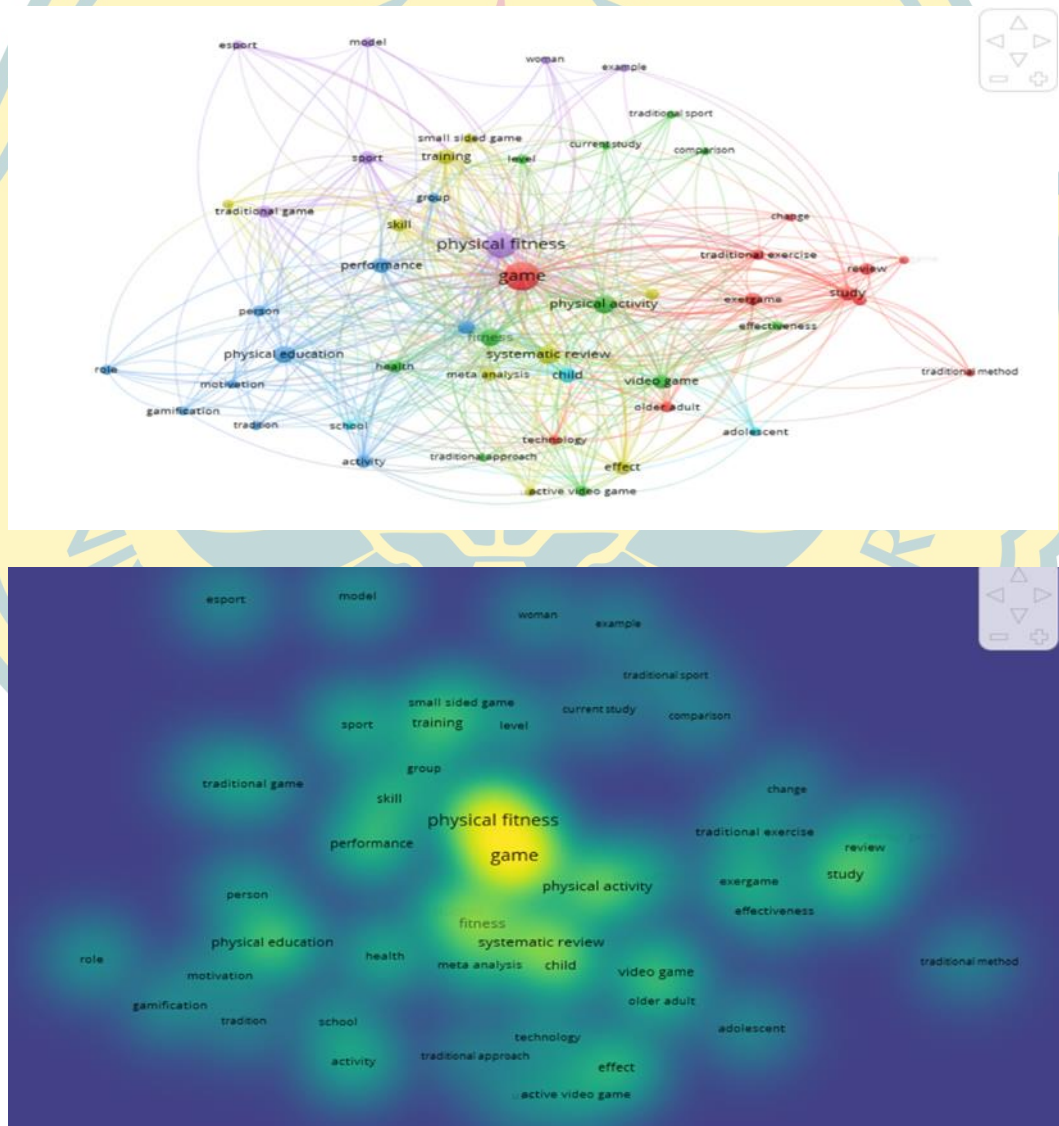 esport
model
woman
example
traditional sport
small sided game
current study
comparison
sport
training
level
group
traditional game
skill
change
physical fitness
traditional exercise
performance
game
review
study
exergame
physical activity
person
effectiveness
fitness
physical education
systematic review
health
role
meta analysis
child
video game
traditional method
motivation
gamification
older adult
tradition
school
adolescent
technology
traditional approach
activity
effect
active video game
esport
model
woman
example
traditional sport
small sided game
current study
comparison
sport
training
level
group
traditional game
change
skill
physical fitness
traditional exercise
performance
review
game
study
physical activity
exergame
person
effectiveness
fitness
physical education
systematic review
health
role
meta analysis
child
traditional method
motivation
video game
gamification
older adult
tradition
school
adolescent
technology
traditional approach
activity
effect
active video game